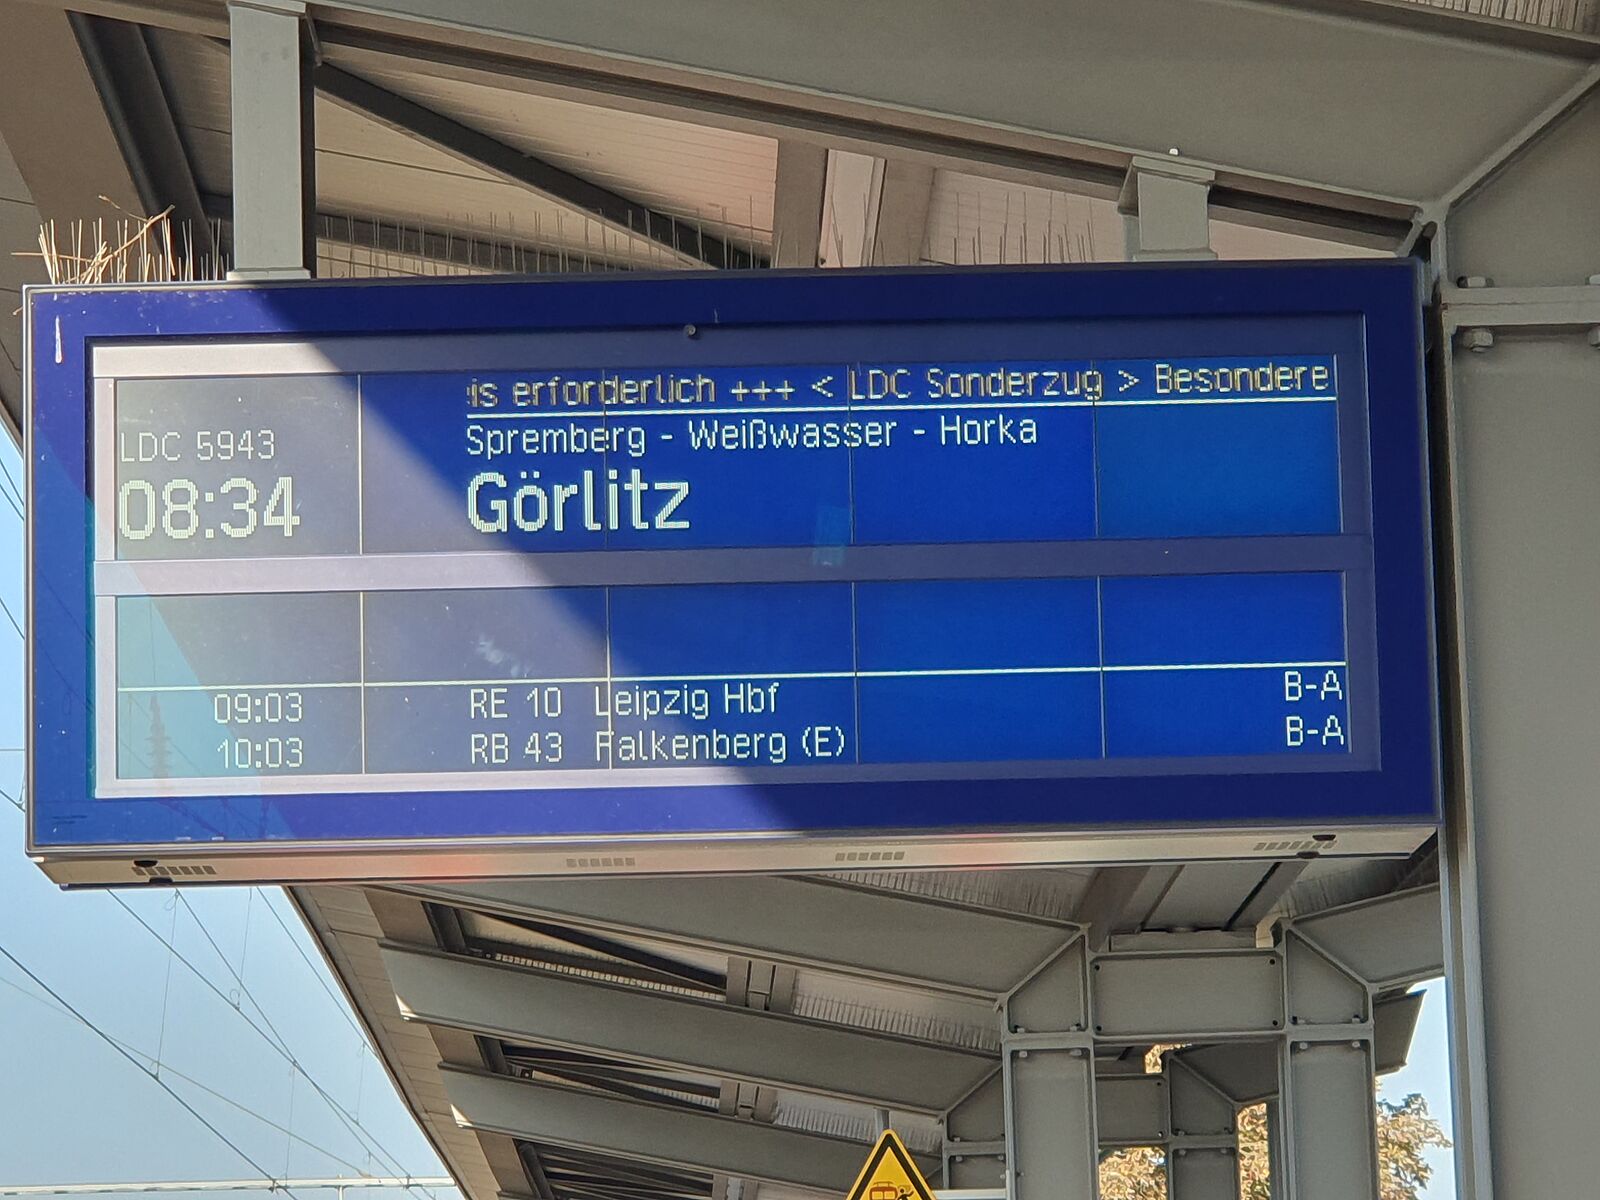 is erforderlich +++ < LDC Sonderzug > Besondere
LDC 5943
Spremberg - Weißwasser - Horka
08:34
Görlitz
09:03 RE 10 Leipzig Hbf B-A
10:03 RB 43 Falkenberg (E) B-A